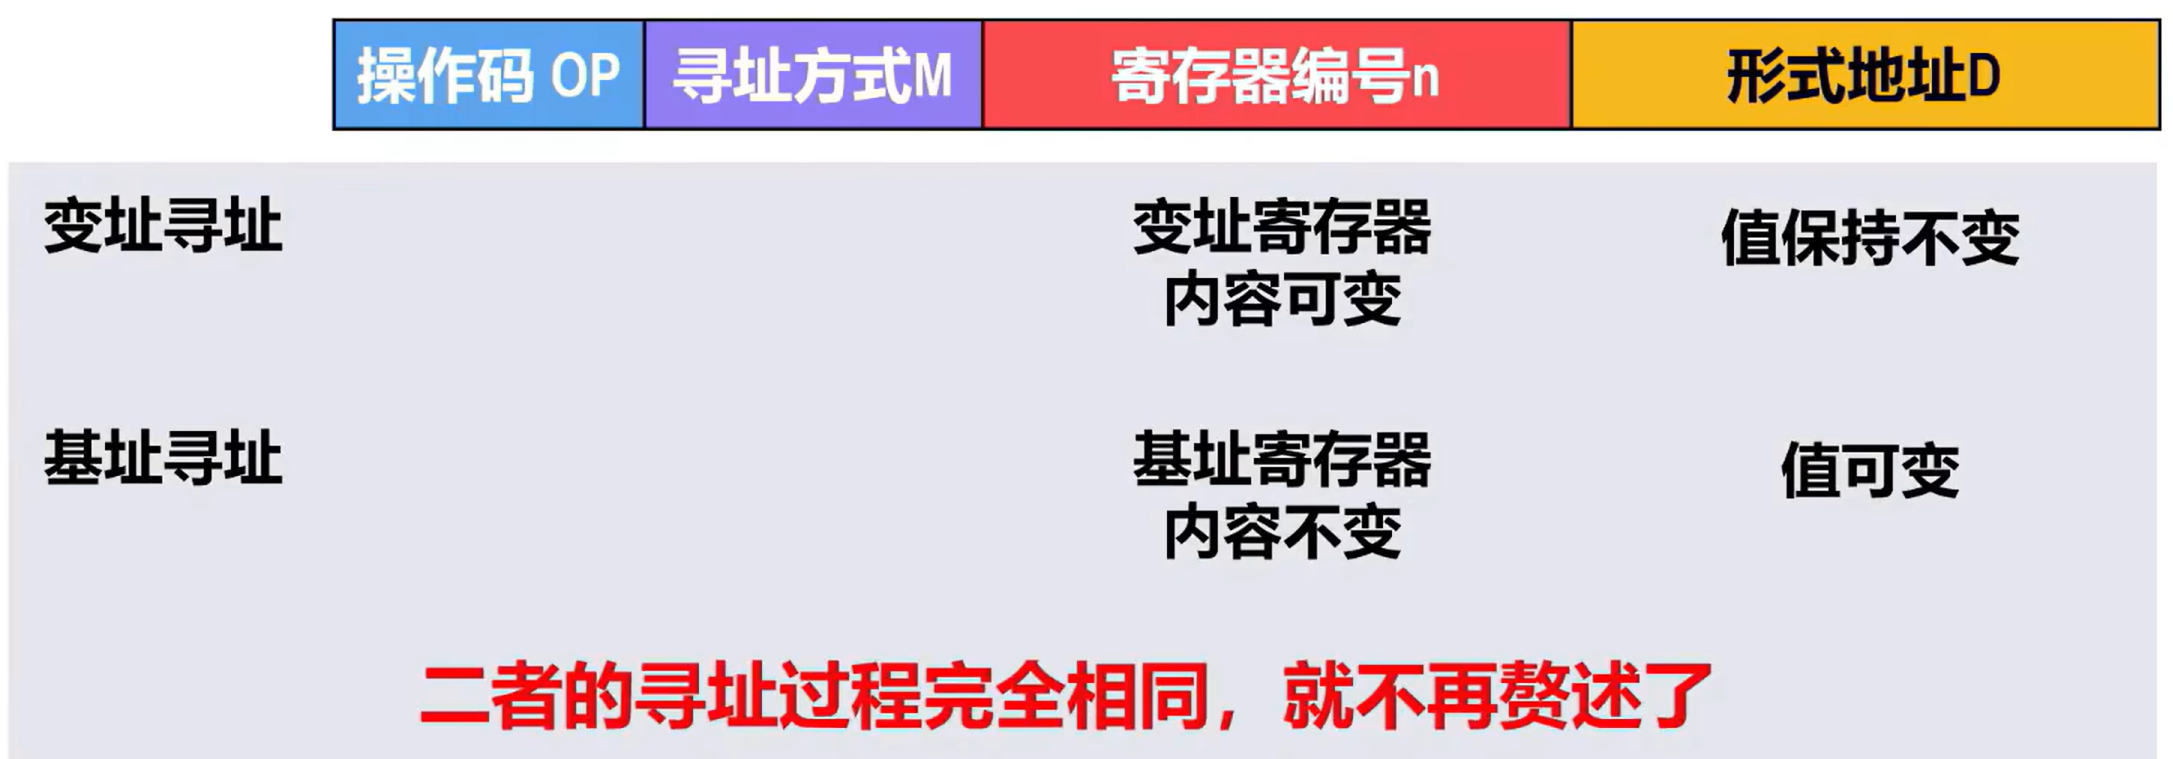 操作码 OP 寻址方式M 寄存器编号n 形式地址D
变址寻址 变址寄存器 值保持不变
内容可变
基址寻址 基址寄存器 值可变
内容不变
二者的寻址过程完全相同，就不再赘述了